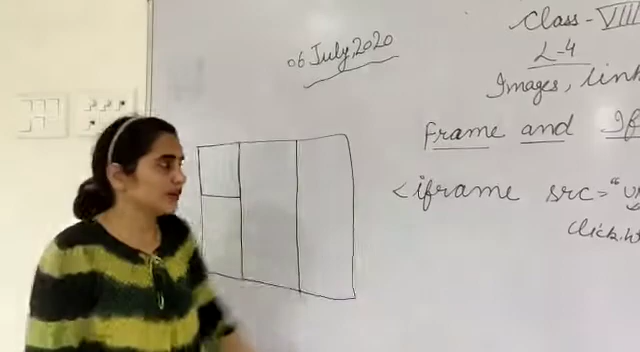 06 July, 2020
Class - VIII
L-4
Images, link
Frame and If
<iframe src="
click.